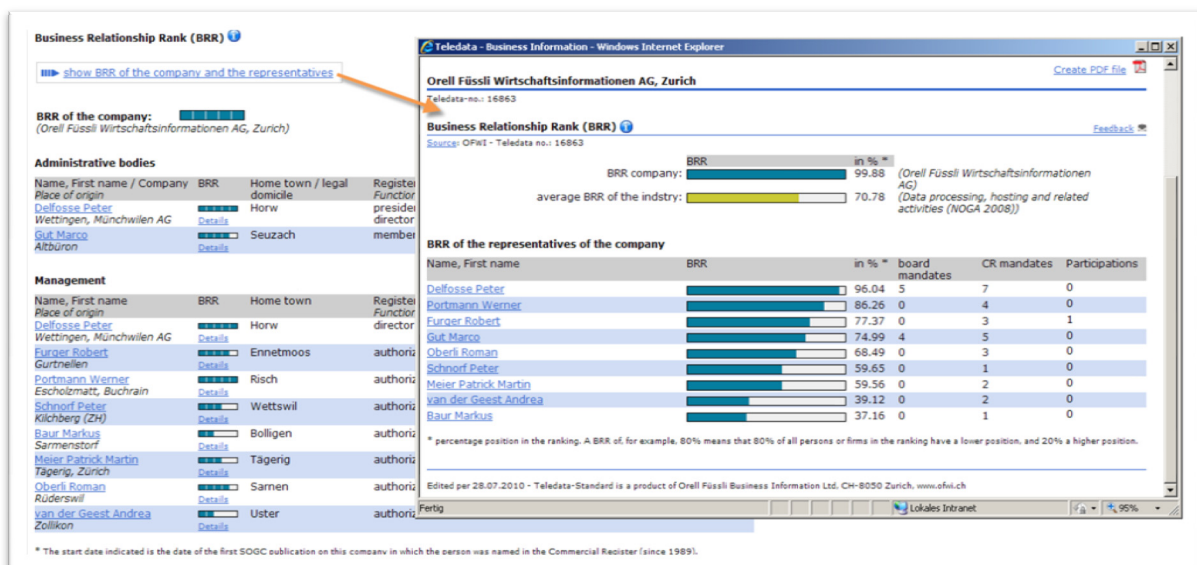 Business Relationship Rank (BRR)
show BRR of the company and the representatives
BRR of the company:
(Orell Füssli Wirtschaftsinformationen AG, Zurich)
Administrative bodies
Name, First name / Company BRR Home town / legal Register
Place of origin domicile Function
Delfosse Peter Horw presiden
Wettingen, Münchwilen AG Details director
Gut Marco Seuzach member
Altbüron Details
Management
Name, First name BRR Home town Register
Place of origin Function
Delfosse Peter Horw director
Wettingen, Münchwilen AG Details
Furger Robert Ennetmoos authoriz
Gurtnellen Details
Portmann Werner Risch authoriz
Escholzmatt, Buchrain Details
Schnorf Peter Wettswil authoriz
Kilchberg (ZH) Details
Baur Markus Bolligen authoriz
Sarmenstorf Details
Meier Patrick Martin Tägerig authoriz
Tägerig, Zürich Details
Oberli Roman Sarnen authoriz
Rüderswil Details
van der Geest Andrea Uster authoriz
Zollikon Details
* The start date indicated is the date of the first SOGC publication on this company in which the person was named in the Commercial Register (since 1989).
Teledata - Business Information - Windows Internet Explorer
Create PDF file
Orell Füssli Wirtschaftsinformationen AG, Zurich
Teledata-no.: 16863
Business Relationship Rank (BRR) Feedback
Source: OFWI - Teledata no.: 16863
BRR in % *
BRR company: 99.88 (Orell Füssli Wirtschaftsinformationen
AG)
average BRR of the indstry: 70.78 (Data processing, hosting and related
activities (NOGA 2008))
BRR of the representatives of the company
Name, First name BRR in % * board CR mandates Participations
mandates
Delfosse Peter 96.04 5 7 0
Portmann Werner 86.26 0 4 0
Furger Robert 77.37 0 3 1
Gut Marco 74.99 4 5 0
Oberli Roman 68.49 0 3 0
Schnorf Peter 59.65 0 1 0
Meier Patrick Martin 59.56 0 2 0
van der Geest Andrea 39.12 0 2 0
Baur Markus 37.16 0 1 0
* percentage position in the ranking. A BRR of, for example, 80% means that 80% of all persons or firms in the ranking have a lower position, and 20% a higher position.
Edited per 28.07.2010 - Teledata-Standard is a product of Orell Füssli Business Information Ltd. CH-8050 Zurich, www.ofwi.ch
Fertig Lokales Intranet 95%